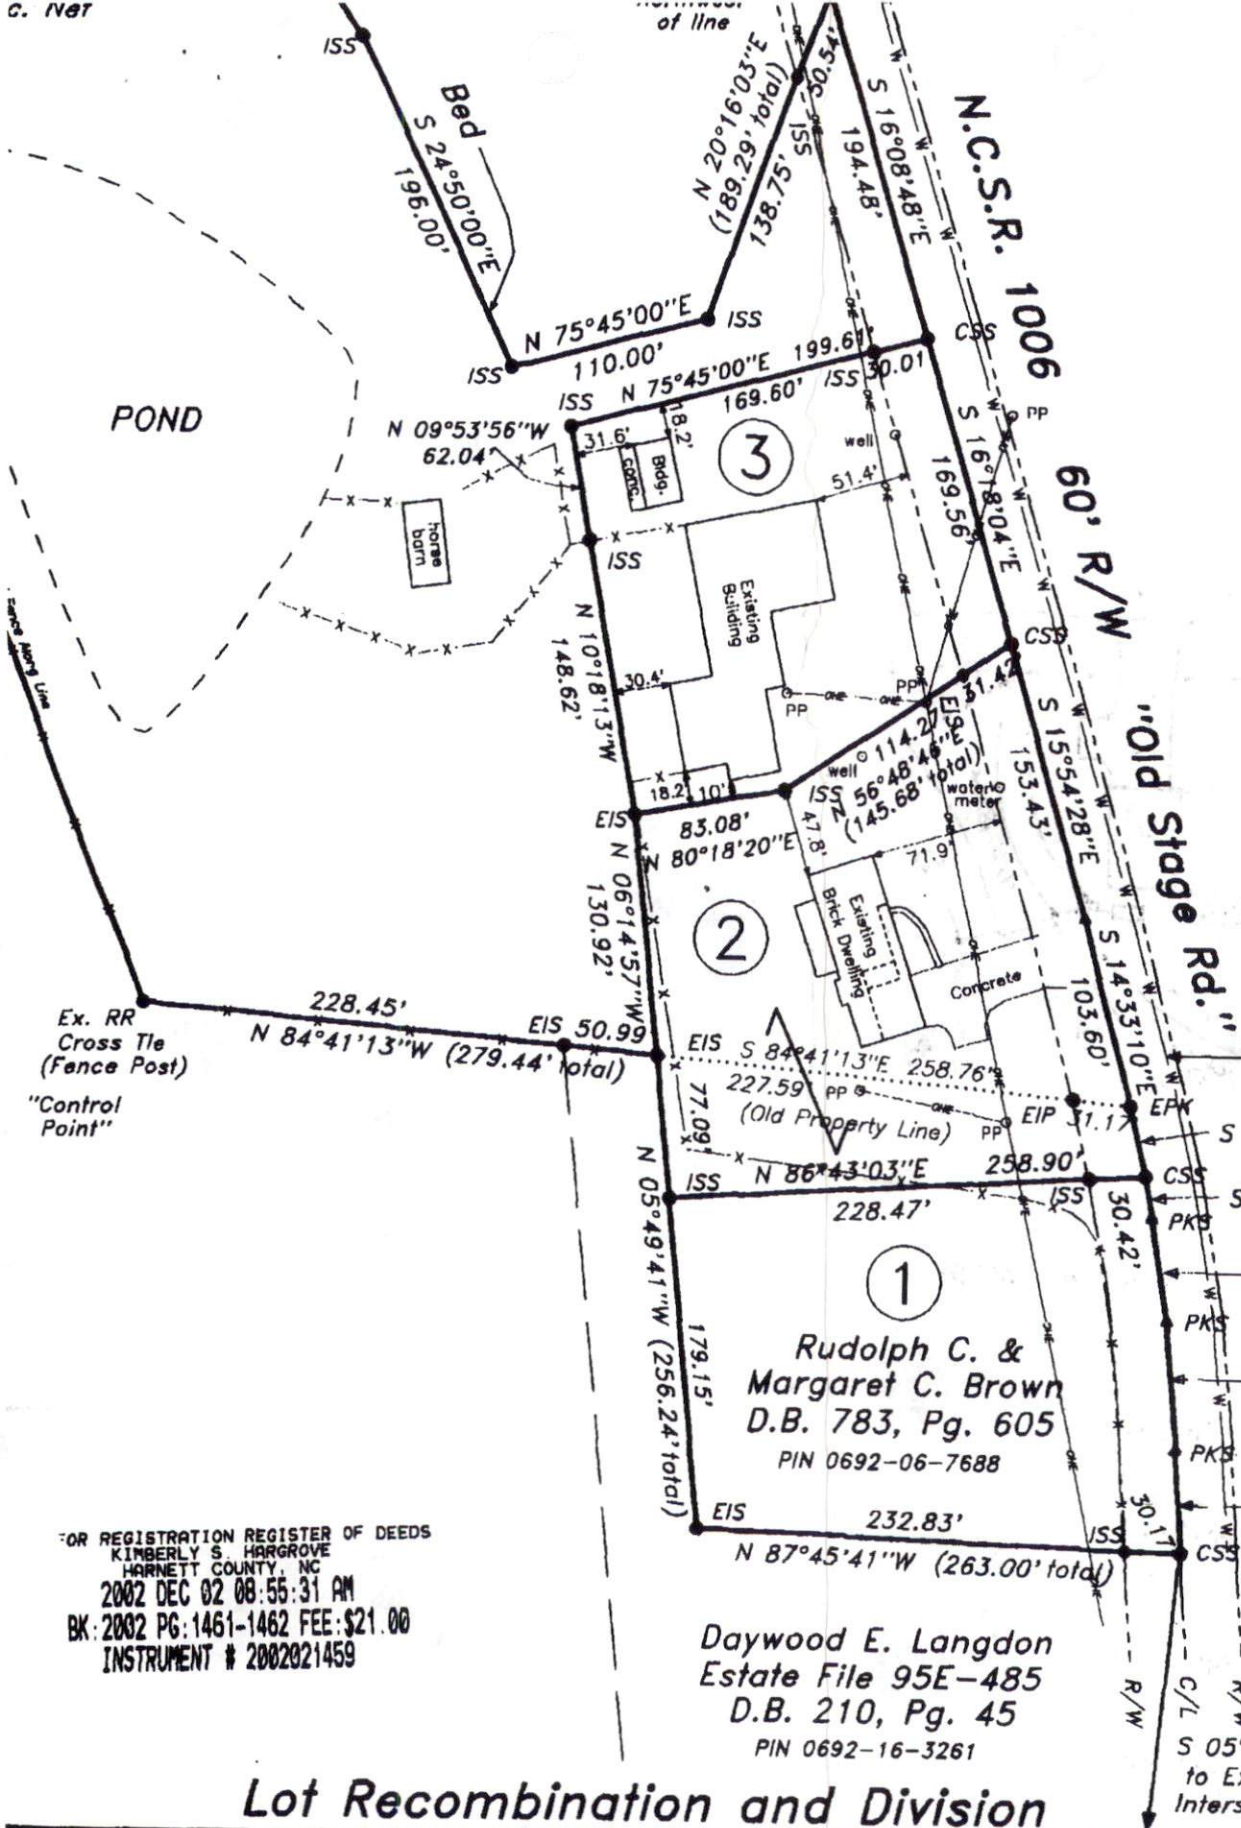 C. Ner
of line
ISS
Bed
S 24°50'00"E
196.00'
N 20°16'03"E
(189.29' total)
138.75'
50.54'
ISS
S 16°08'48"E
194.48'
N.C.S.R. 1006
60' R/W
"Old Stage Rd."
N 75°45'00"E
110.00'
ISS
ISS
N 75°45'00"E
199.61'
169.60'
ISS
30.01
CSS
ISS
POND
N 09°53'56"W
62.04'
31.6'
18.2'
conc.
Bldg.
3
well
51.4'
169.56'
S 16°18'04"E
PP
horse
barn
ISS
Existing
Building
N 10°18'13"W
148.62'
30.4'
PP
OHE
PP
CSS
31.42
EIS
114.27
N 56°48'46"E
(145.68' total)
Fence Along Line
well
water
meter
S 15°54'28"E
153.43'
18.2'
10'
ISS
EIS
83.08'
N 80°18'20"E
47.8'
71.9'
N 06°14'57"W
130.92'
2
Existing
Brick Dwelling
Concrete
S 14°33'10"E
103.60'
Ex. RR
Cross Tie
(Fence Post)
"Control
Point"
228.45'
N 84°41'13"W (279.44' total)
EIS 50.99
EIS
S 84°41'13"E 258.76'
227.59'
PP
OHE
PP
(Old Property Line)
EIP 31.17
EPK
S
77.09'
N 86°43'03"E
258.90'
ISS
ISS
CSS
S
228.47'
30.42'
PKS
N 05°49'41"W (256.24' total)
179.15'
1
Rudolph C. &
Margaret C. Brown
D.B. 783, Pg. 605
PIN 0692-06-7688
PKS
PKS
EIS
232.83'
ISS
30.17
CSS
N 87°45'41"W (263.00' total)
FOR REGISTRATION REGISTER OF DEEDS
KIMBERLY S. HARGROVE
HARNETT COUNTY, NC
2002 DEC 02 08:55:31 AM
BK:2002 PG:1461-1462 FEE:$21.00
INSTRUMENT # 2002021459
Daywood E. Langdon
Estate File 95E-485
D.B. 210, Pg. 45
PIN 0692-16-3261
R/W
C/L
R/W
S 05°
to Ex
Inters
Lot Recombination and Division